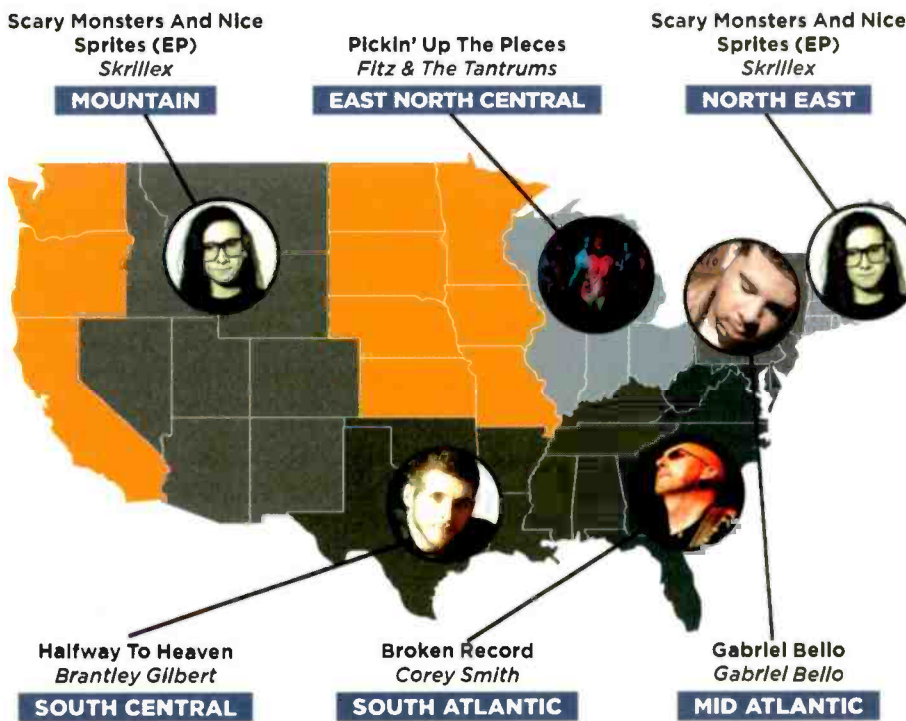 Scary Monsters And Nice
Sprites (EP)
Skrillex
MOUNTAIN
Pickin' Up The Pieces
Fitz & The Tantrums
EAST NORTH CENTRAL
Scary Monsters And Nice
Sprites (EP)
Skrillex
NORTH EAST
Halfway To Heaven
Brantley Gilbert
SOUTH CENTRAL
Broken Record
Corey Smith
SOUTH ATLANTIC
Gabriel Bello
Gabriel Bello
MID ATLANTIC